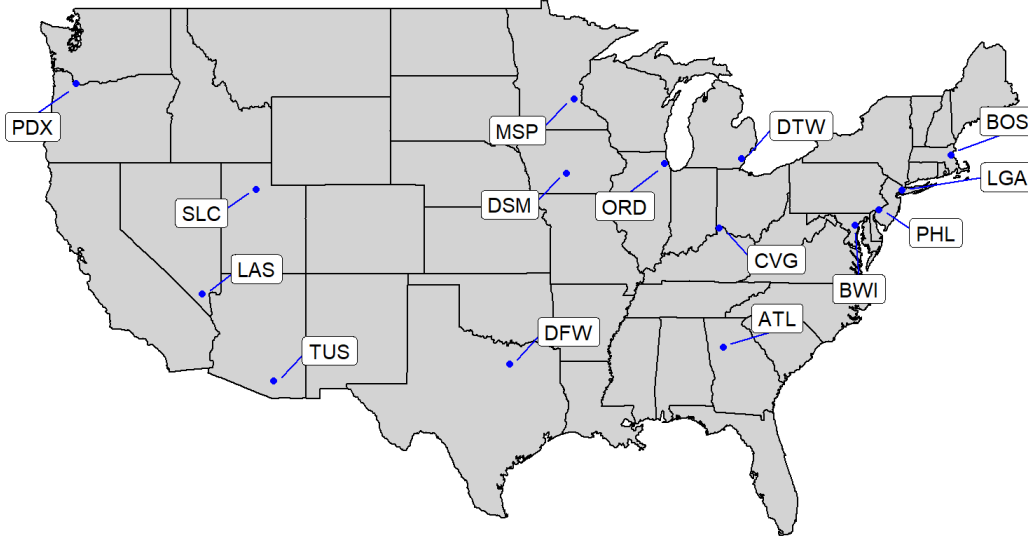 PDX
MSP
DTW
BOS
LGA
SLC
DSM
ORD
PHL
LAS
CVG
BWI
ATL
DFW
TUS